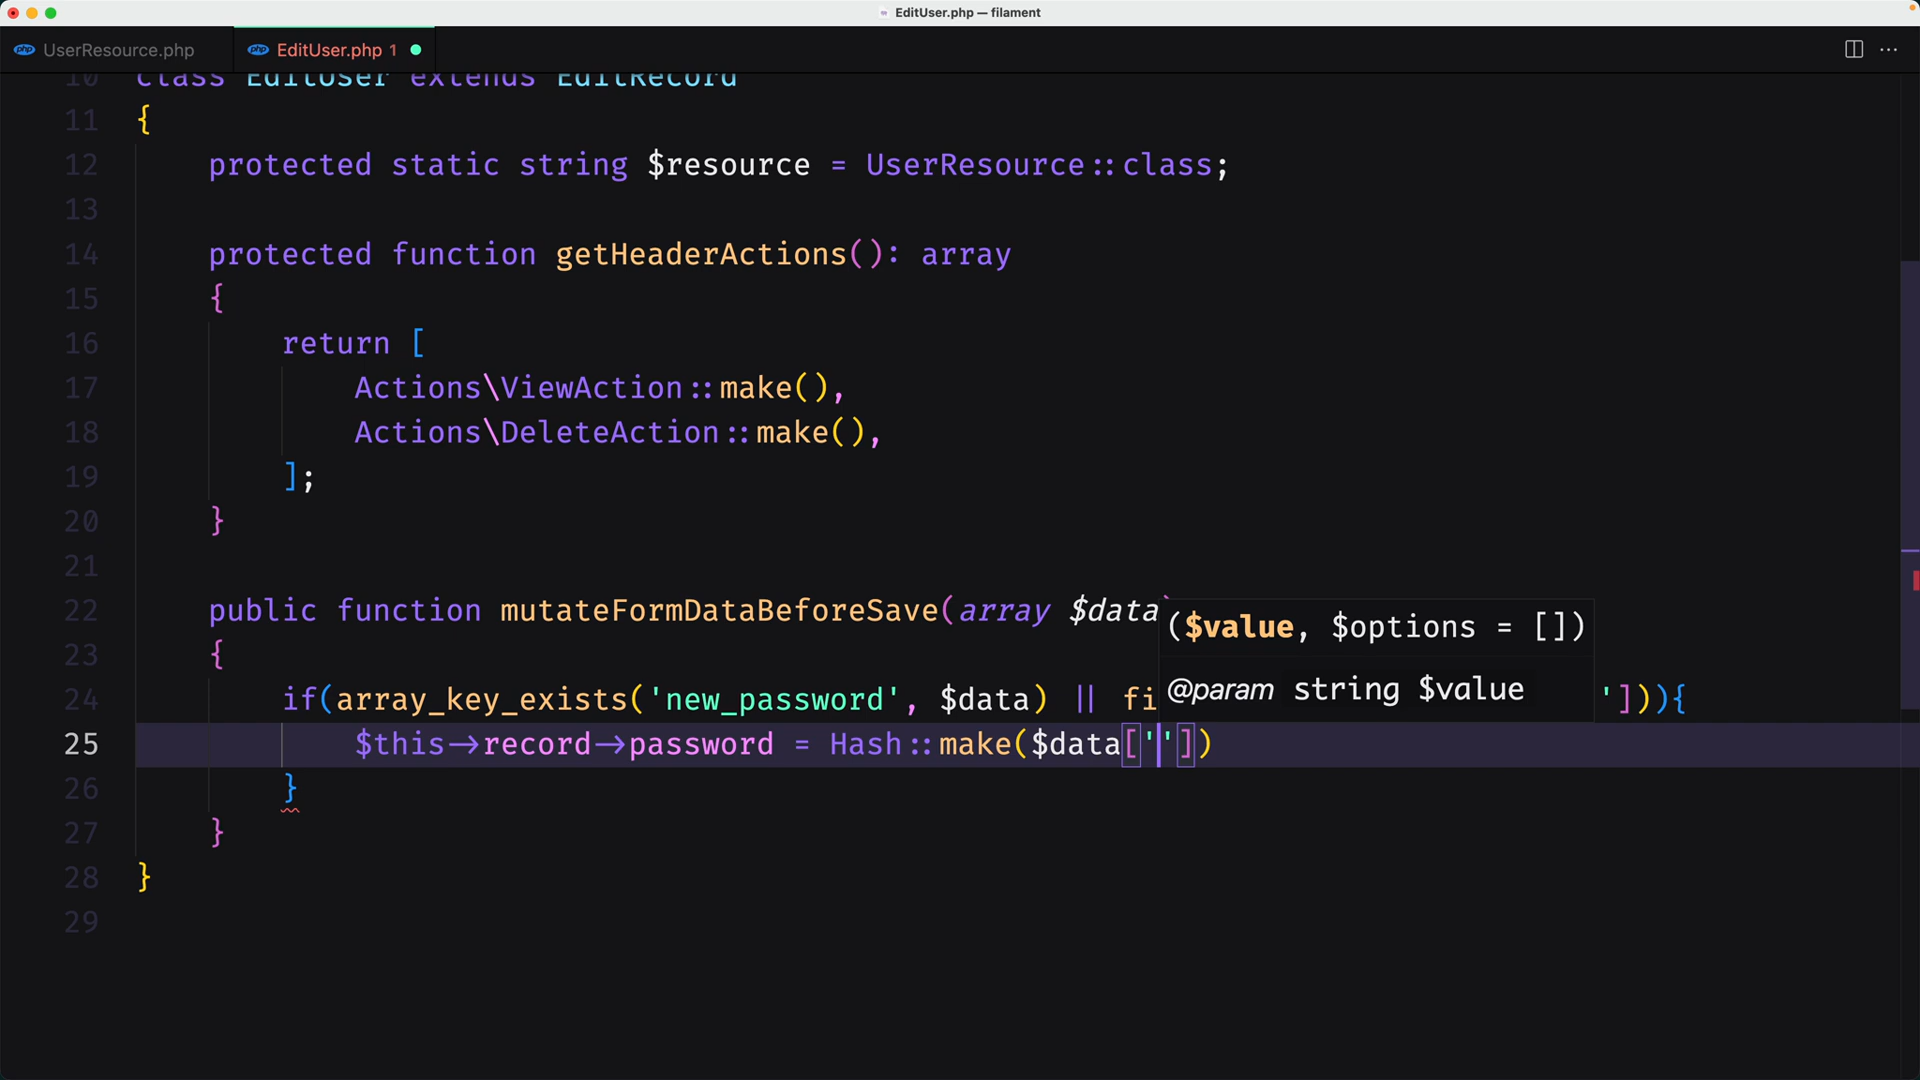 EditUser.php — filament
UserResource.php
EditUser.php 1
10 class EditUser extends EditRecord
11 {
12 protected static string $resource = UserResource::class;
13
14 protected function getHeaderActions(): array
15 {
16 return [
17 Actions\ViewAction::make(),
18 Actions\DeleteAction::make(),
19 ];
20 }
21
22 public function mutateFormDataBeforeSave(array $data)
($value, $options = [])
@param string $value
23 {
24 if(array_key_exists('new_password', $data) || fi '])){
25 $this->record->password = Hash::make($data[''])
26 }
27 }
28 }
29